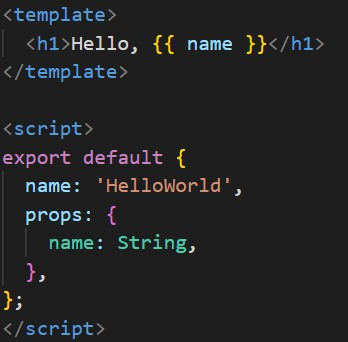 <template>
  <h1>Hello, {{ name }}</h1>
</template>

<script>
export default {
  name: 'HelloWorld',
  props: {
    name: String,
  },
};
</script>